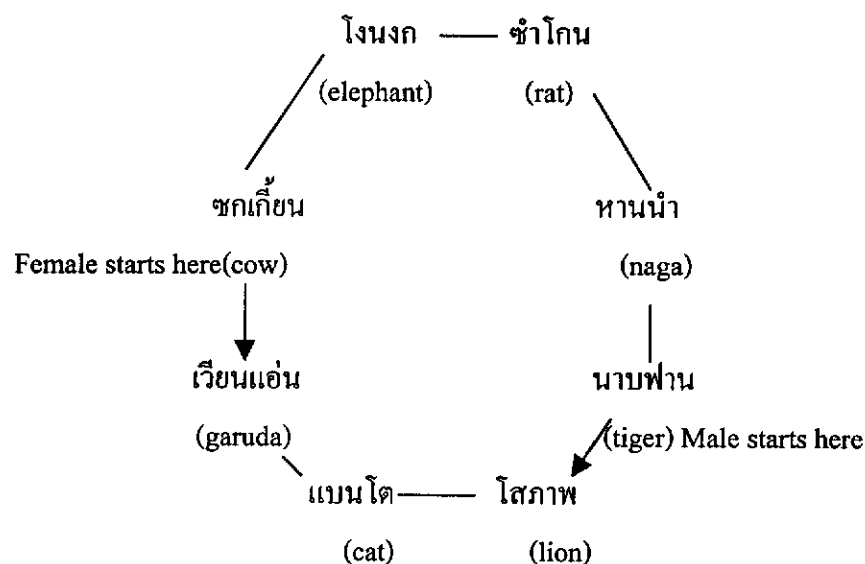 โงนงก ซำโกน
(elephant) (rat)
ซกเกี้ยน หานนำ
Female starts here(cow) (naga)
เวียนแอ่น นาบฟาน
(garuda) (tiger) Male starts here
แบนโต โสภาพ
(cat) (lion)